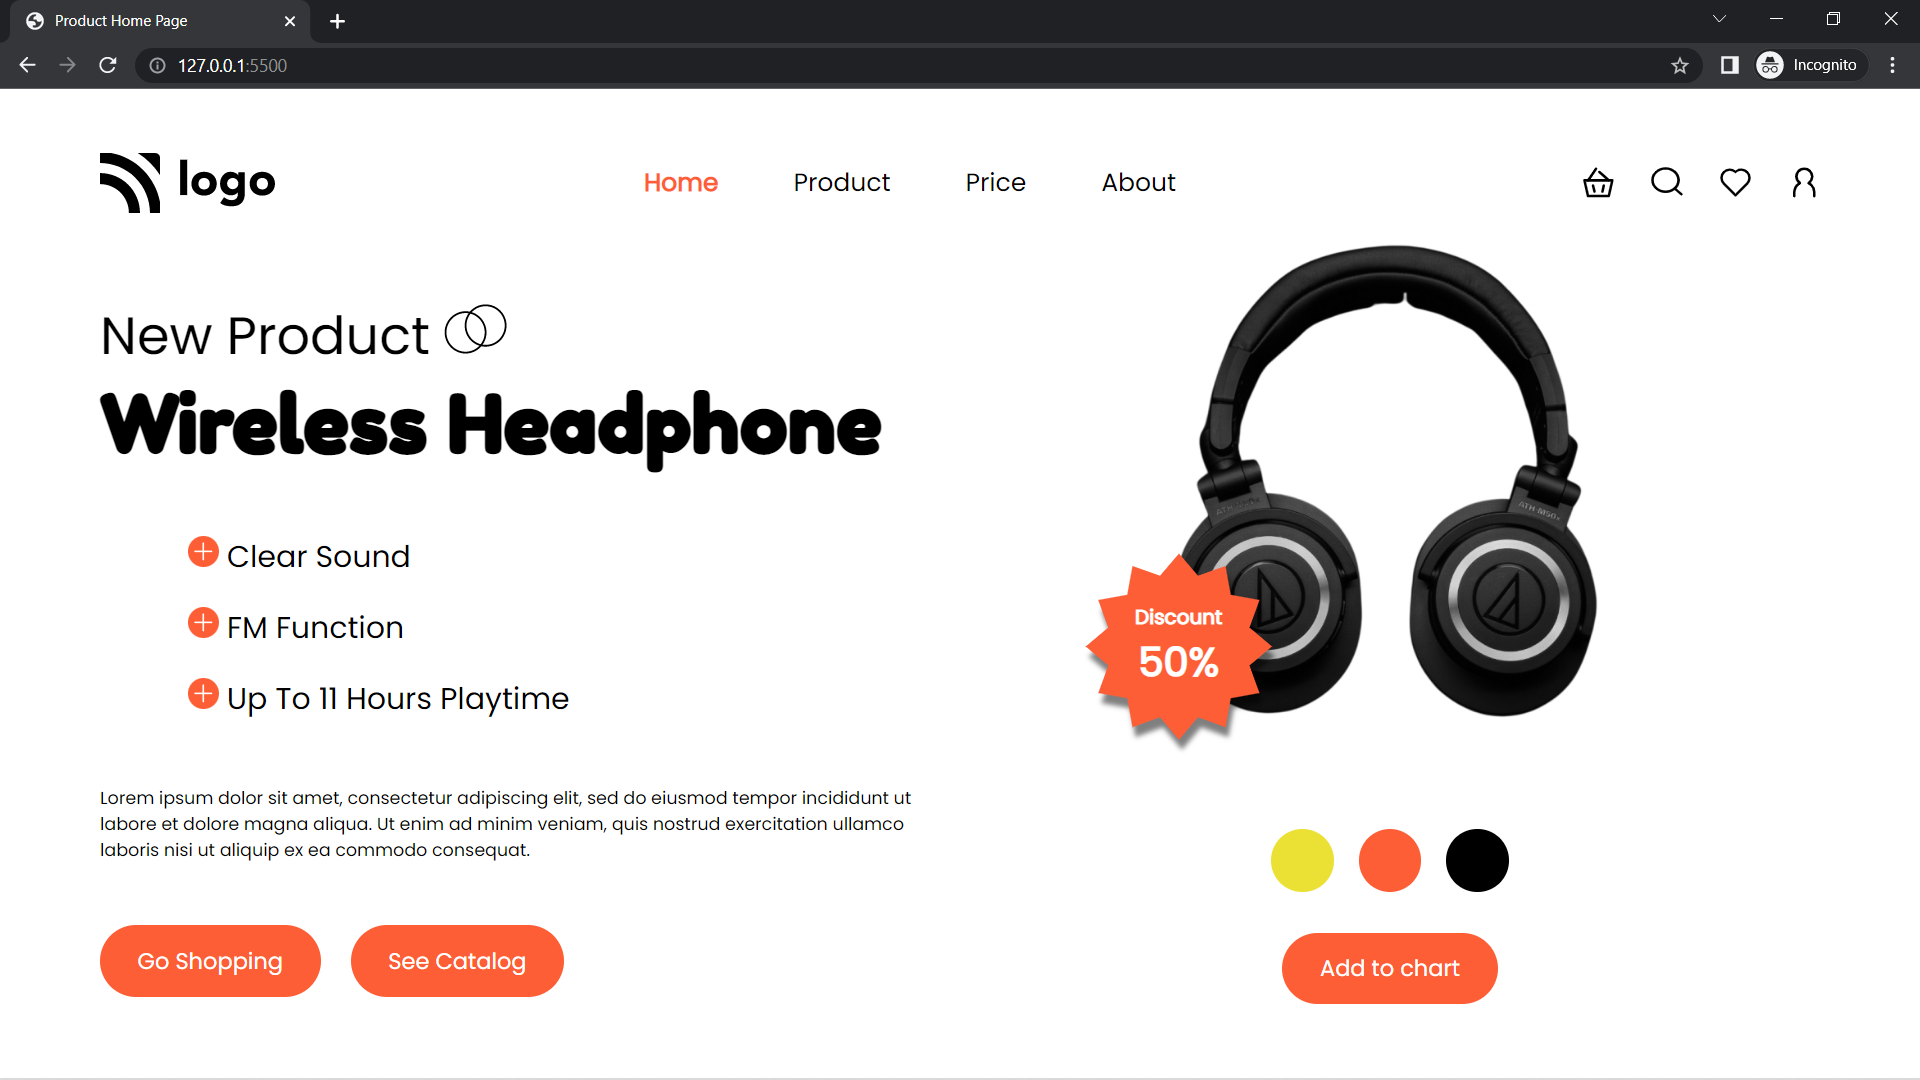 Product Home Page
127.0.0.1:5500
Incognito
logo
Home
Product
Price
About
New Product
Wireless Headphone
Clear Sound
FM Function
Up To 11 Hours Playtime
Lorem ipsum dolor sit amet, consectetur adipiscing elit, sed do eiusmod tempor incididunt ut
labore et dolore magna aliqua. Ut enim ad minim veniam, quis nostrud exercitation ullamco
laboris nisi ut aliquip ex ea commodo consequat.
Go Shopping
See Catalog
ATH-M50x
Discount
50%
Add to chart